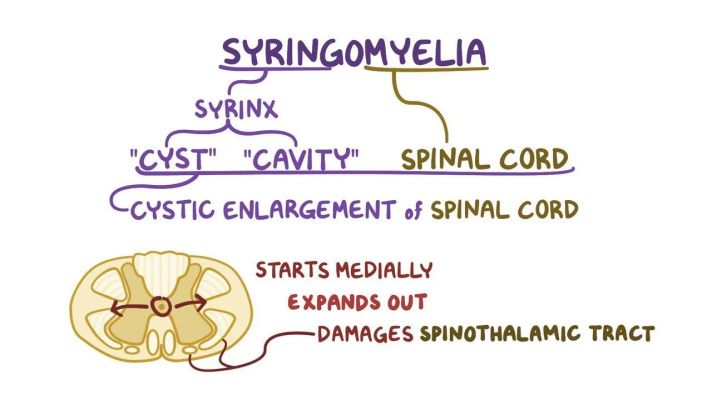 SYRINGOMYELIA
SYRINX
"CYST" "CAVITY" SPINAL CORD
CYSTIC ENLARGEMENT of SPINAL CORD
STARTS MEDIALLY
EXPANDS OUT
DAMAGES SPINOTHALAMIC TRACT